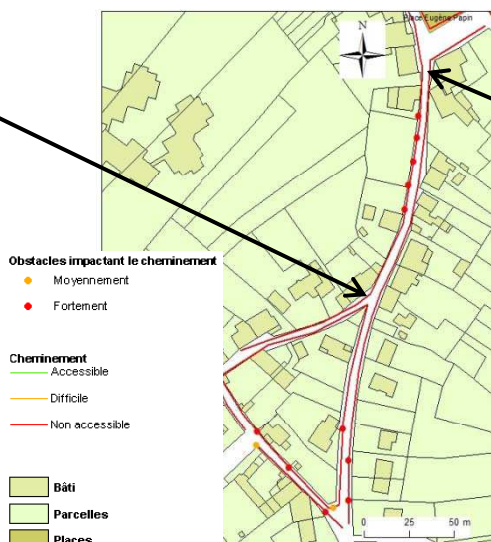 Place Eugène Papin
N
Obstacles impactant le cheminement
Moyennement
Fortement
Cheminement
Accessible
Difficile
Non accessible
Bâti
Parcelles
Places
0 25 50 m